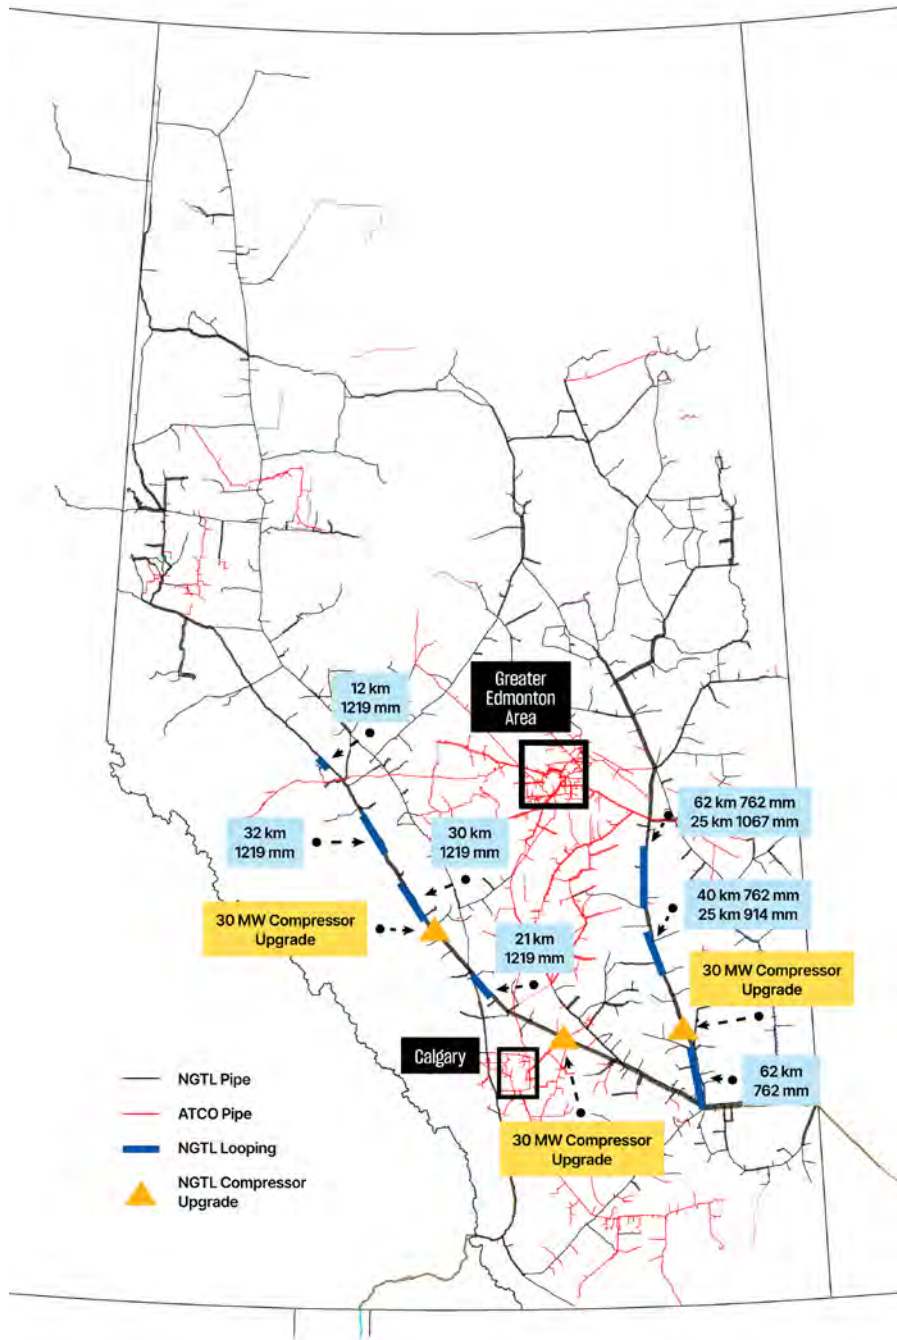 Greater
Edmonton
Area
12 km
1219 mm
62 km 762 mm
25 km 1067 mm
32 km
1219 mm
30 km
1219 mm
40 km 762 mm
25 km 914 mm
30 MW Compressor
Upgrade
21 km
1219 mm
30 MW Compressor
Upgrade
Calgary
62 km
762 mm
30 MW Compressor
Upgrade
NGTL Pipe
ATCO Pipe
NGTL Looping
NGTL Compressor
Upgrade